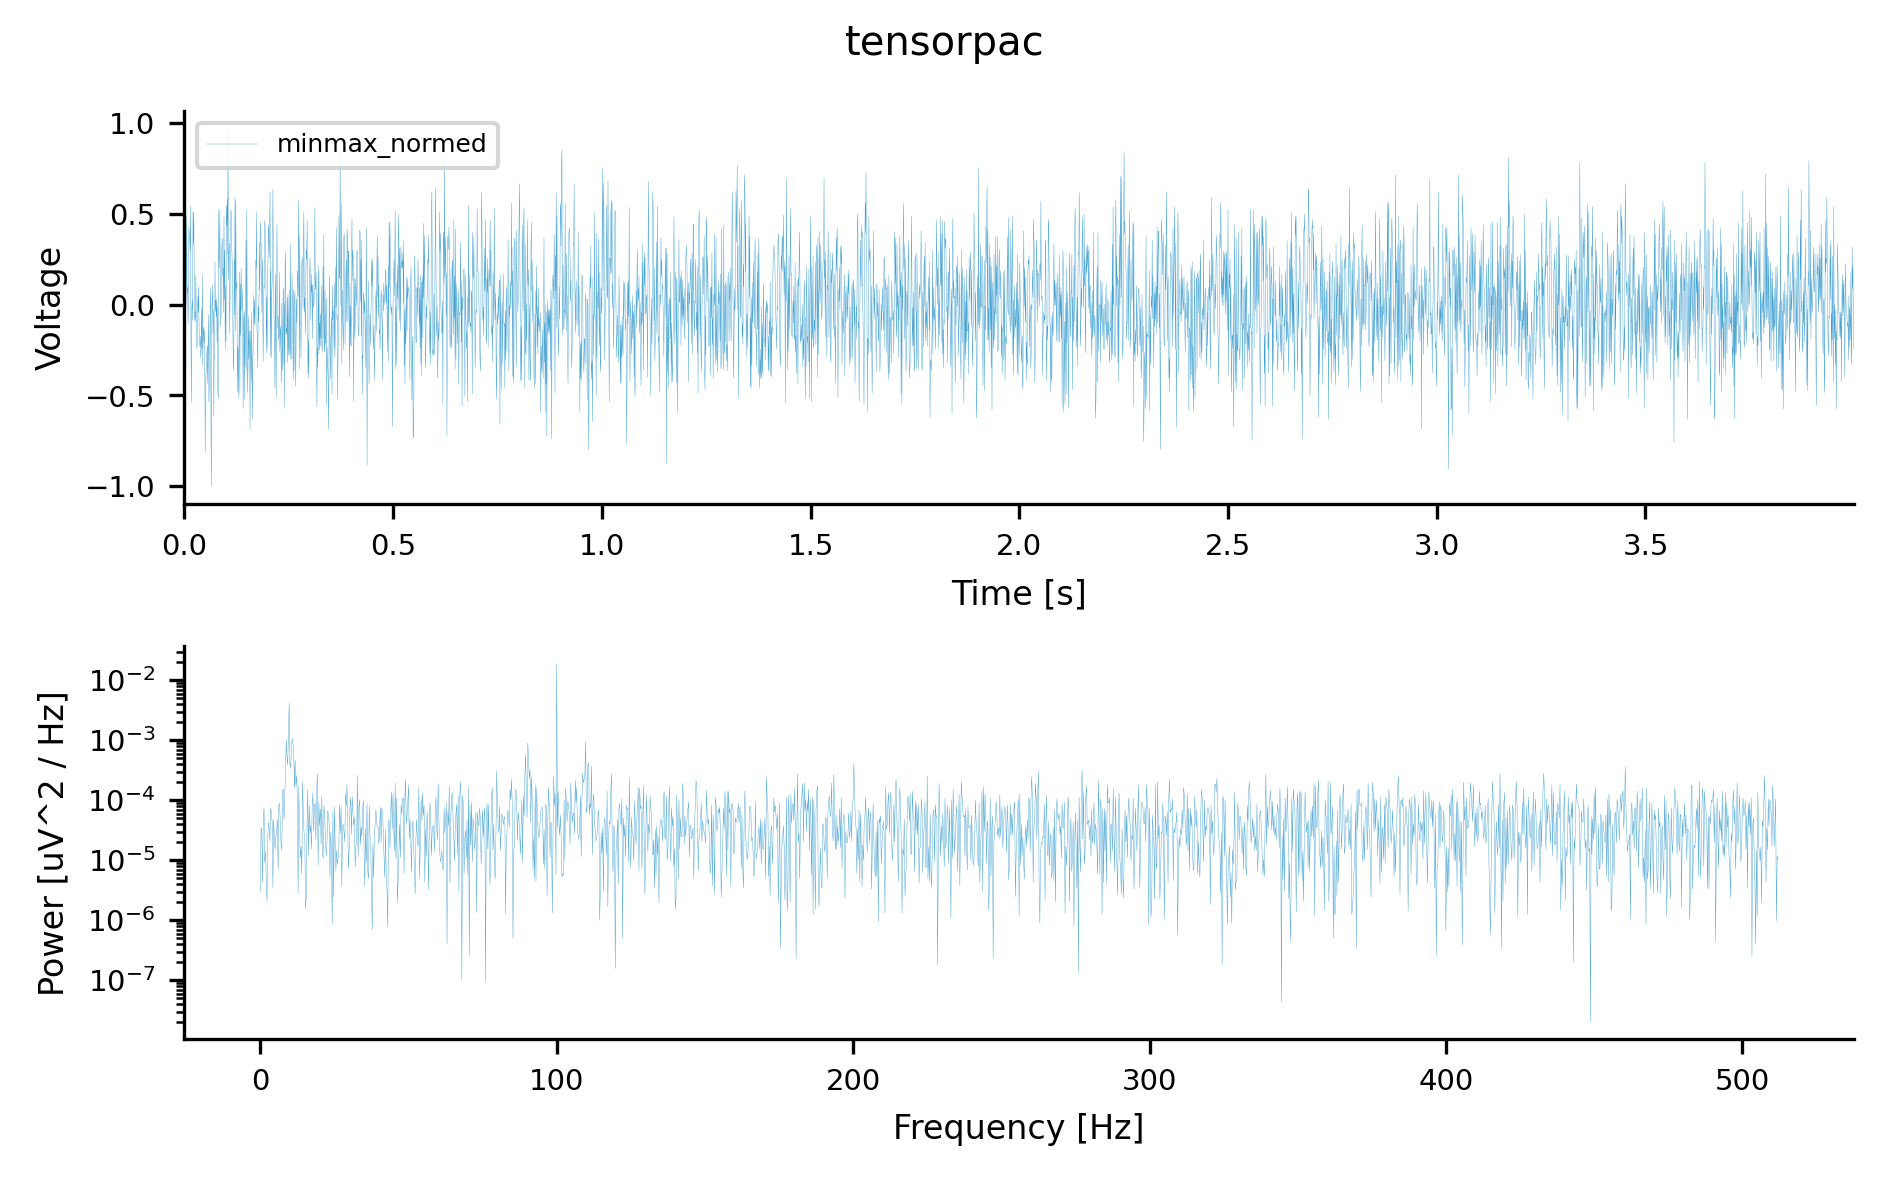 tensorpac
minmax_normed
Voltage
1.0
0.5
0.0
−0.5
−1.0
0.0 0.5 1.0 1.5 2.0 2.5 3.0 3.5
Time [s]
Power [uV^2 / Hz]
10⁻²
10⁻³
10⁻⁴
10⁻⁵
10⁻⁶
10⁻⁷
0 100 200 300 400 500
Frequency [Hz]